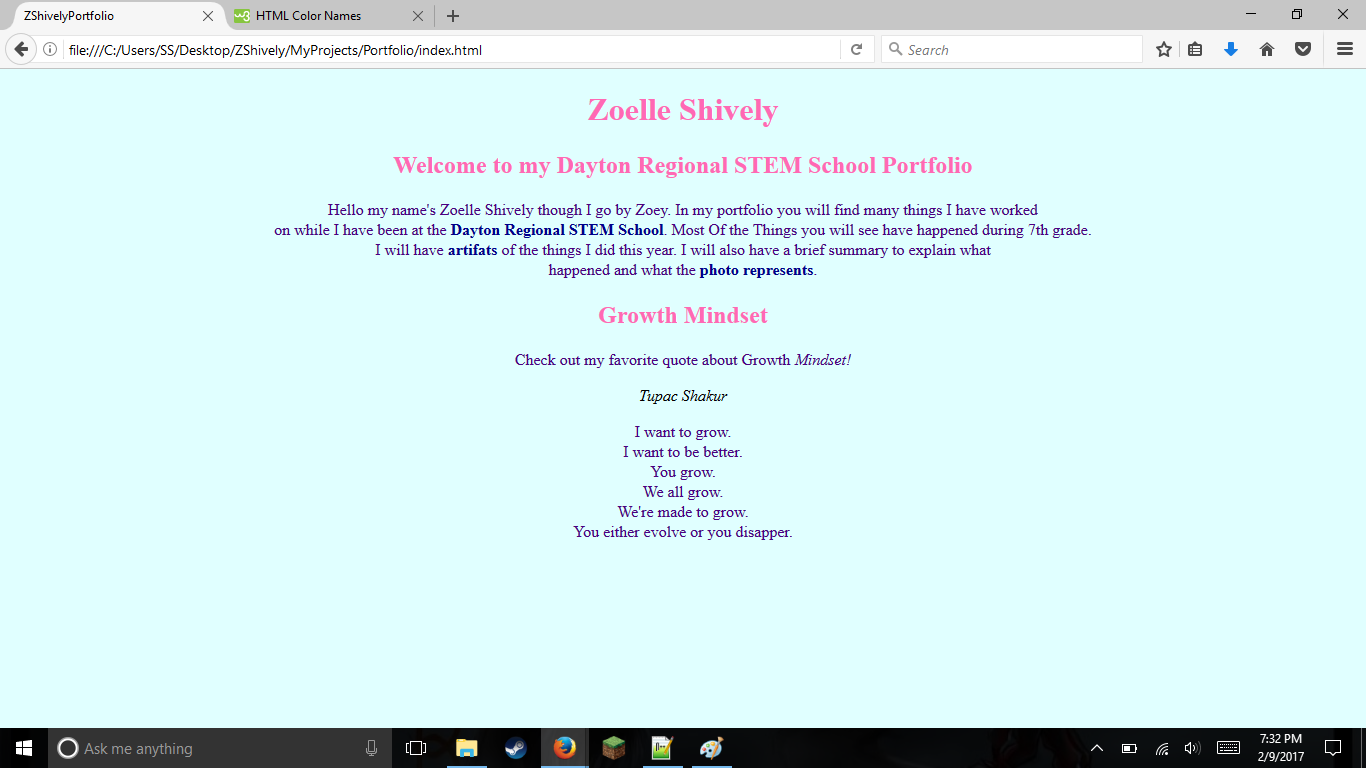 ZShivelyPortfolio
HTML Color Names
file:///C:/Users/SS/Desktop/ZShively/MyProjects/Portfolio/index.html
Search
Zoelle Shively
Welcome to my Dayton Regional STEM School Portfolio
Hello my name's Zoelle Shively though I go by Zoey. In my portfolio you will find many things I have worked
on while I have been at the Dayton Regional STEM School. Most Of the Things you will see have happened during 7th grade.
I will have artifats of the things I did this year. I will also have a brief summary to explain what
happened and what the photo represents.
Growth Mindset
Check out my favorite quote about Growth Mindset!
Tupac Shakur
I want to grow.
I want to be better.
You grow.
We all grow.
We're made to grow.
You either evolve or you disapper.
Ask me anything
7:32 PM
2/9/2017